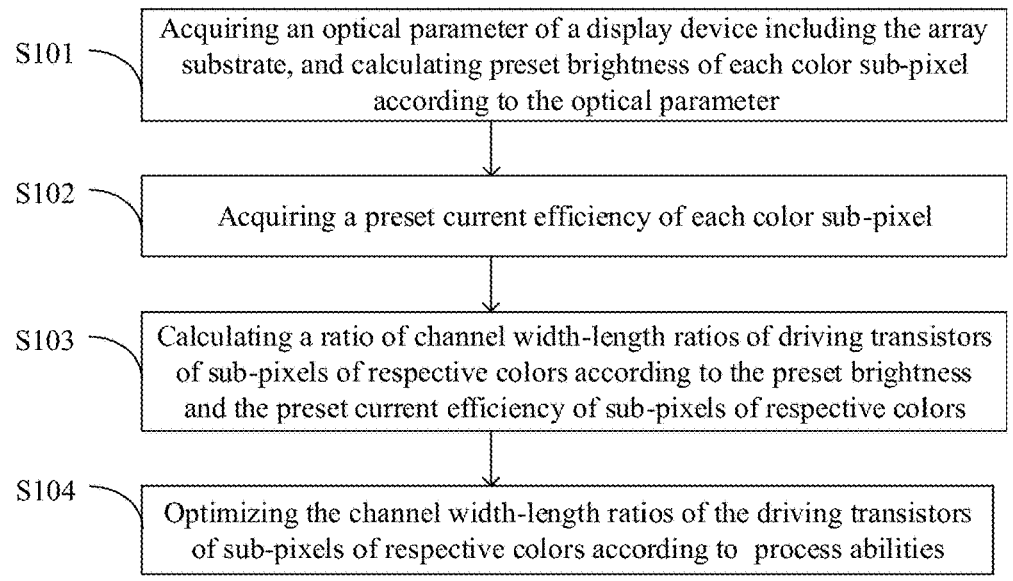 S101
Acquiring an optical parameter of a display device including the array
substrate, and calculating preset brightness of each color sub-pixel
according to the optical parameter
S102
Acquiring a preset current efficiency of each color sub-pixel
S103
Calculating a ratio of channel width-length ratios of driving transistors
of sub-pixels of respective colors according to the preset brightness
and the preset current efficiency of sub-pixels of respective colors
S104
Optimizing the channel width-length ratios of the driving transistors
of sub-pixels of respective colors according to process abilities